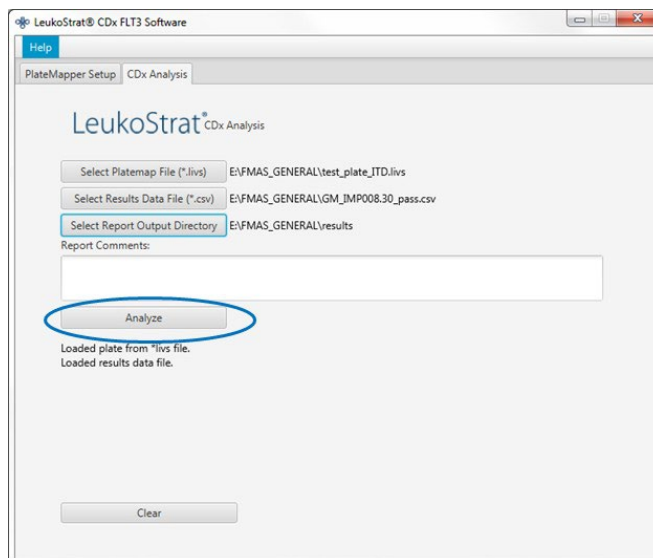 LeukoStrat® CDx FLT3 Software
Help
PlateMapper Setup CDx Analysis
LeukoStrat® CDx Analysis
Select Platemap File (*.livs) E:\FMAS_GENERAL\test_plate_ITD.livs
Select Results Data File (*.csv) E:\FMAS_GENERAL\GM_IMP008.30_pass.csv
Select Report Output Directory E:\FMAS_GENERAL\results
Report Comments:
Analyze
Loaded plate from *livs file.
Loaded results data file.
Clear